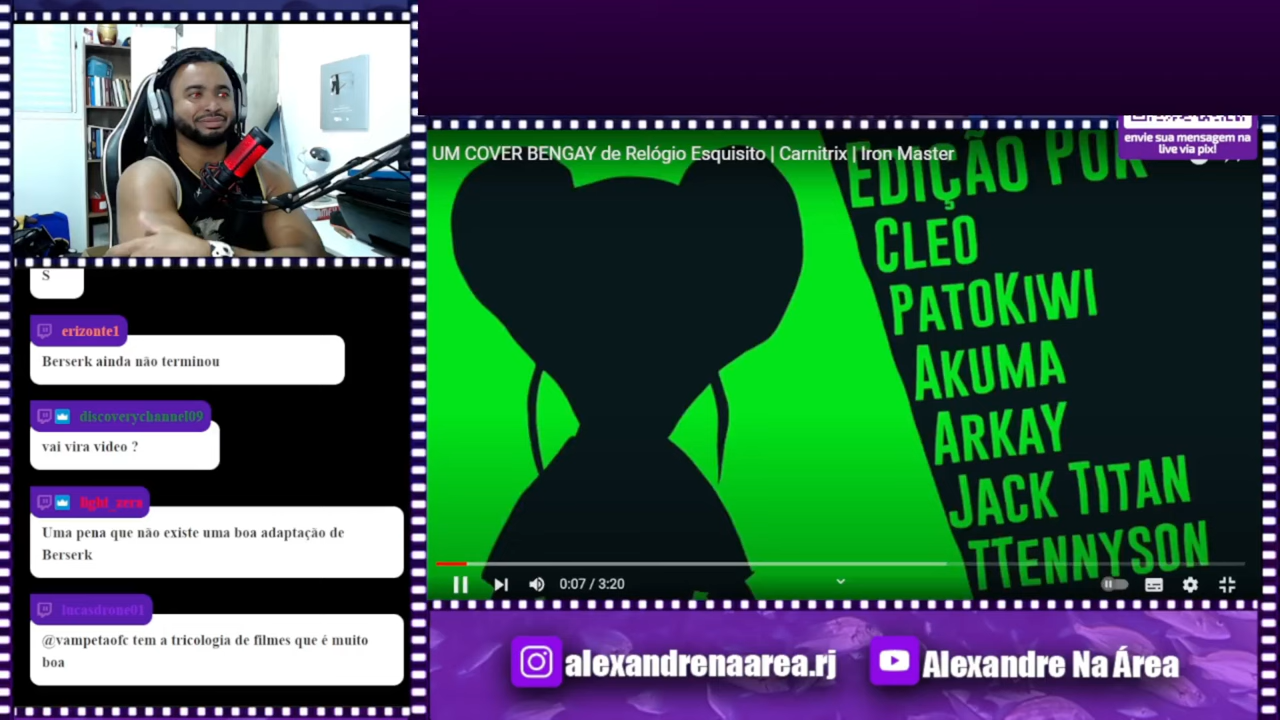 S
erizonte1
Berserk ainda não terminou
discoverychannel09
vai vira video ?
light_zero
Uma pena que não existe uma boa adaptação de
Berserk
lucasdrone01
@vampetaofc tem a tricologia de filmes que é muito
boa
UM COVER BENGAY de Relógio Esquisito | Carnitrix | Iron Master
envie sua mensagem na
live via pix!
EDIÇÃO POR
CLEO
PATOKIWI
AKUMA
ARKAY
JACK TITAN
TTENNYSON
0:07 / 3:20
alexandrenaarea.rj
Alexandre Na Área